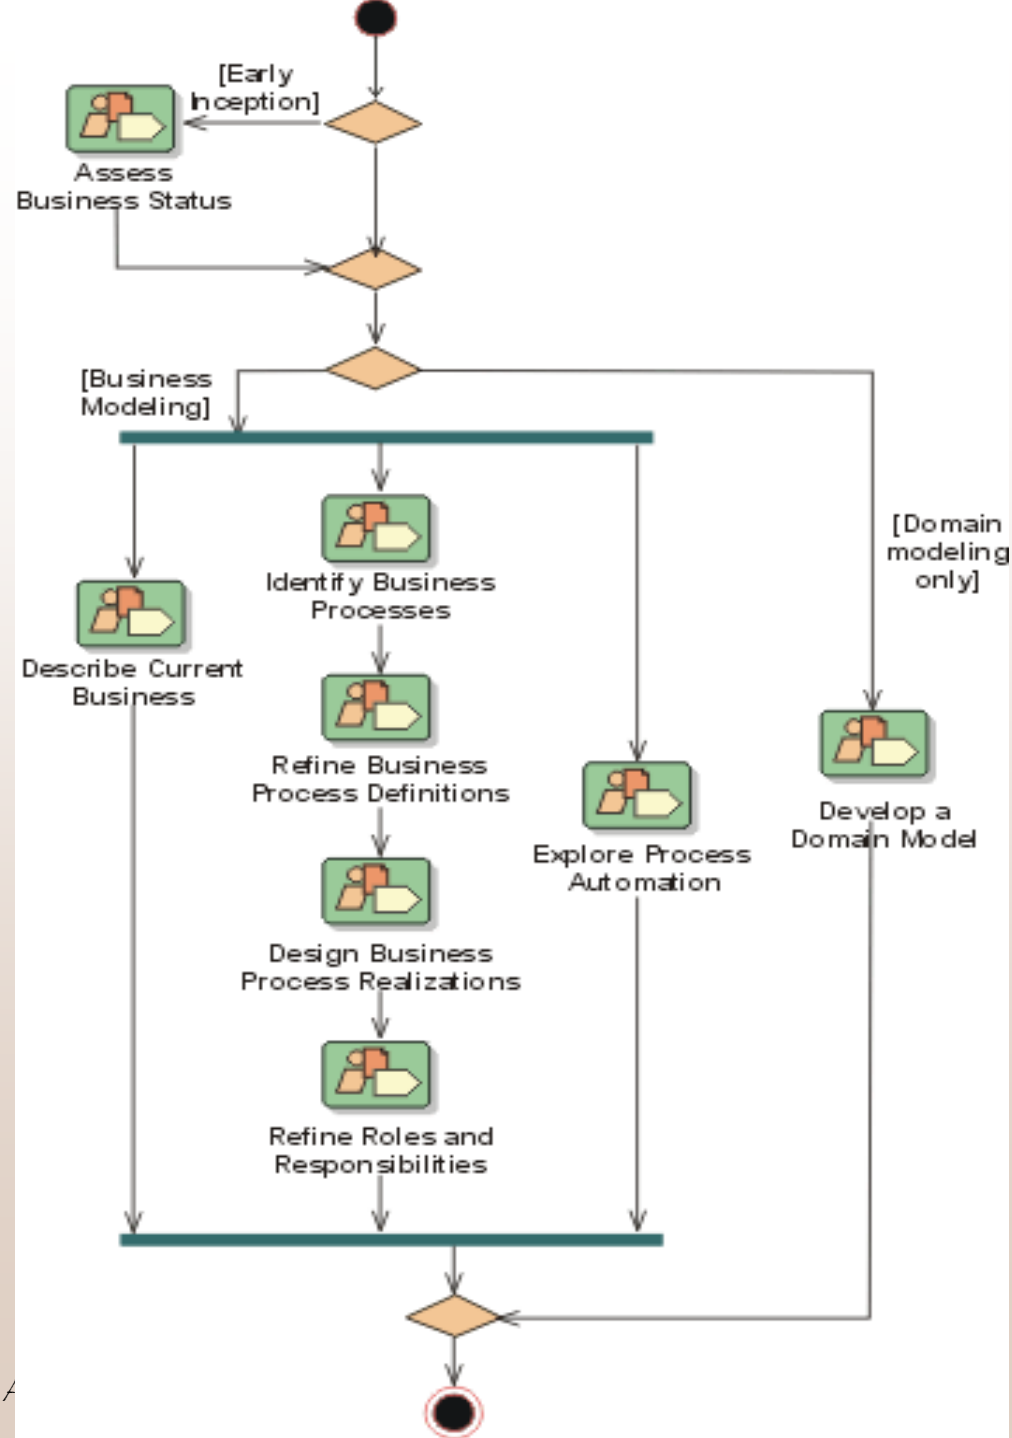 [Early
Inception]
Assess
Business Status
[Business
Modeling]
[Domain
modeling
only]
Identify Business
Processes
Describe Current
Business
Refine Business
Process Definitions
Develop a
Domain Model
Explore Process
Automation
Design Business
Process Realizations
Refine Roles and
Responsibilities
A